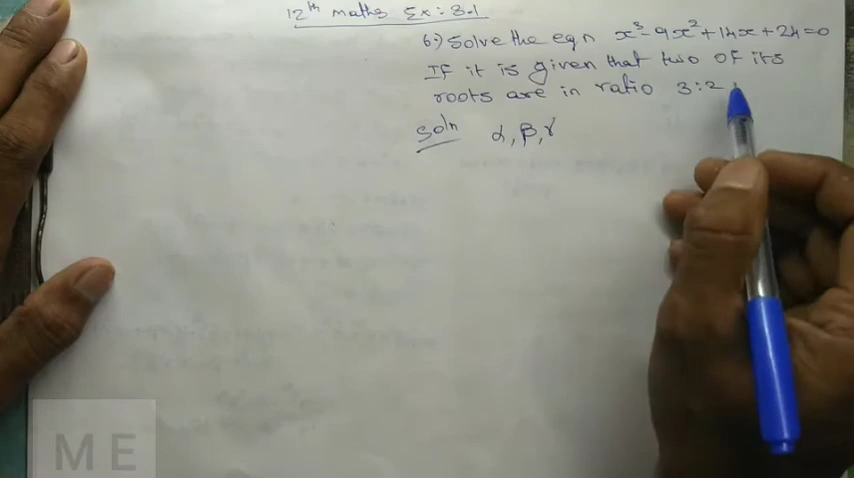 12th maths Ex: 3.1
6.) Solve the eqn x³-9x²+14x+24=0
If it is given that two of its
roots are in ratio 3:2
Soln α, β, γ
ME